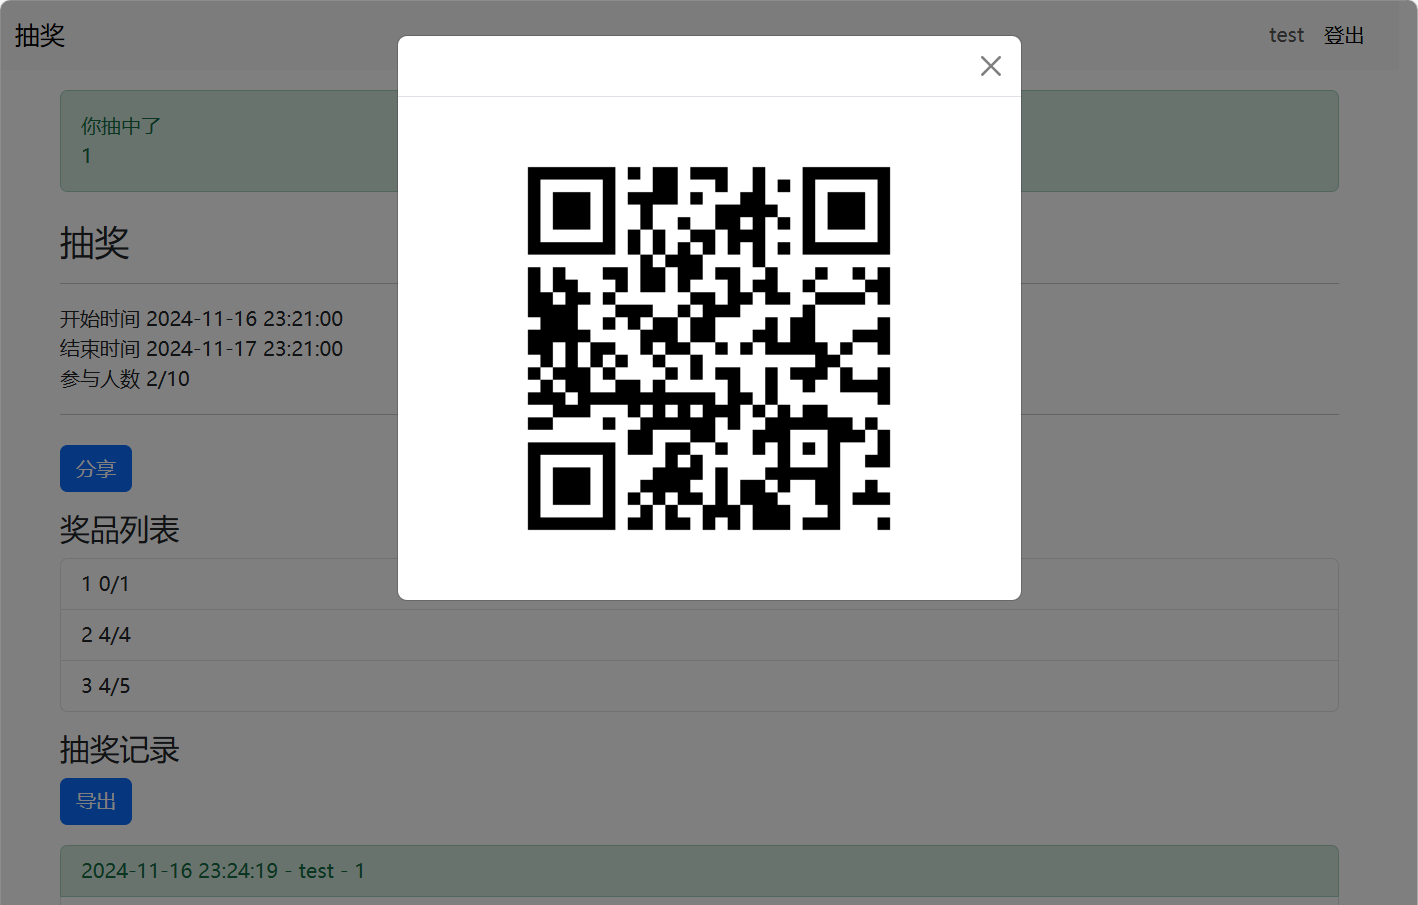 抽奖
test 登出
你抽中了
1
抽奖
开始时间 2024-11-16 23:21:00
结束时间 2024-11-17 23:21:00
参与人数 2/10
分享
奖品列表
1 0/1
2 4/4
3 4/5
抽奖记录
导出
2024-11-16 23:24:19 - test - 1